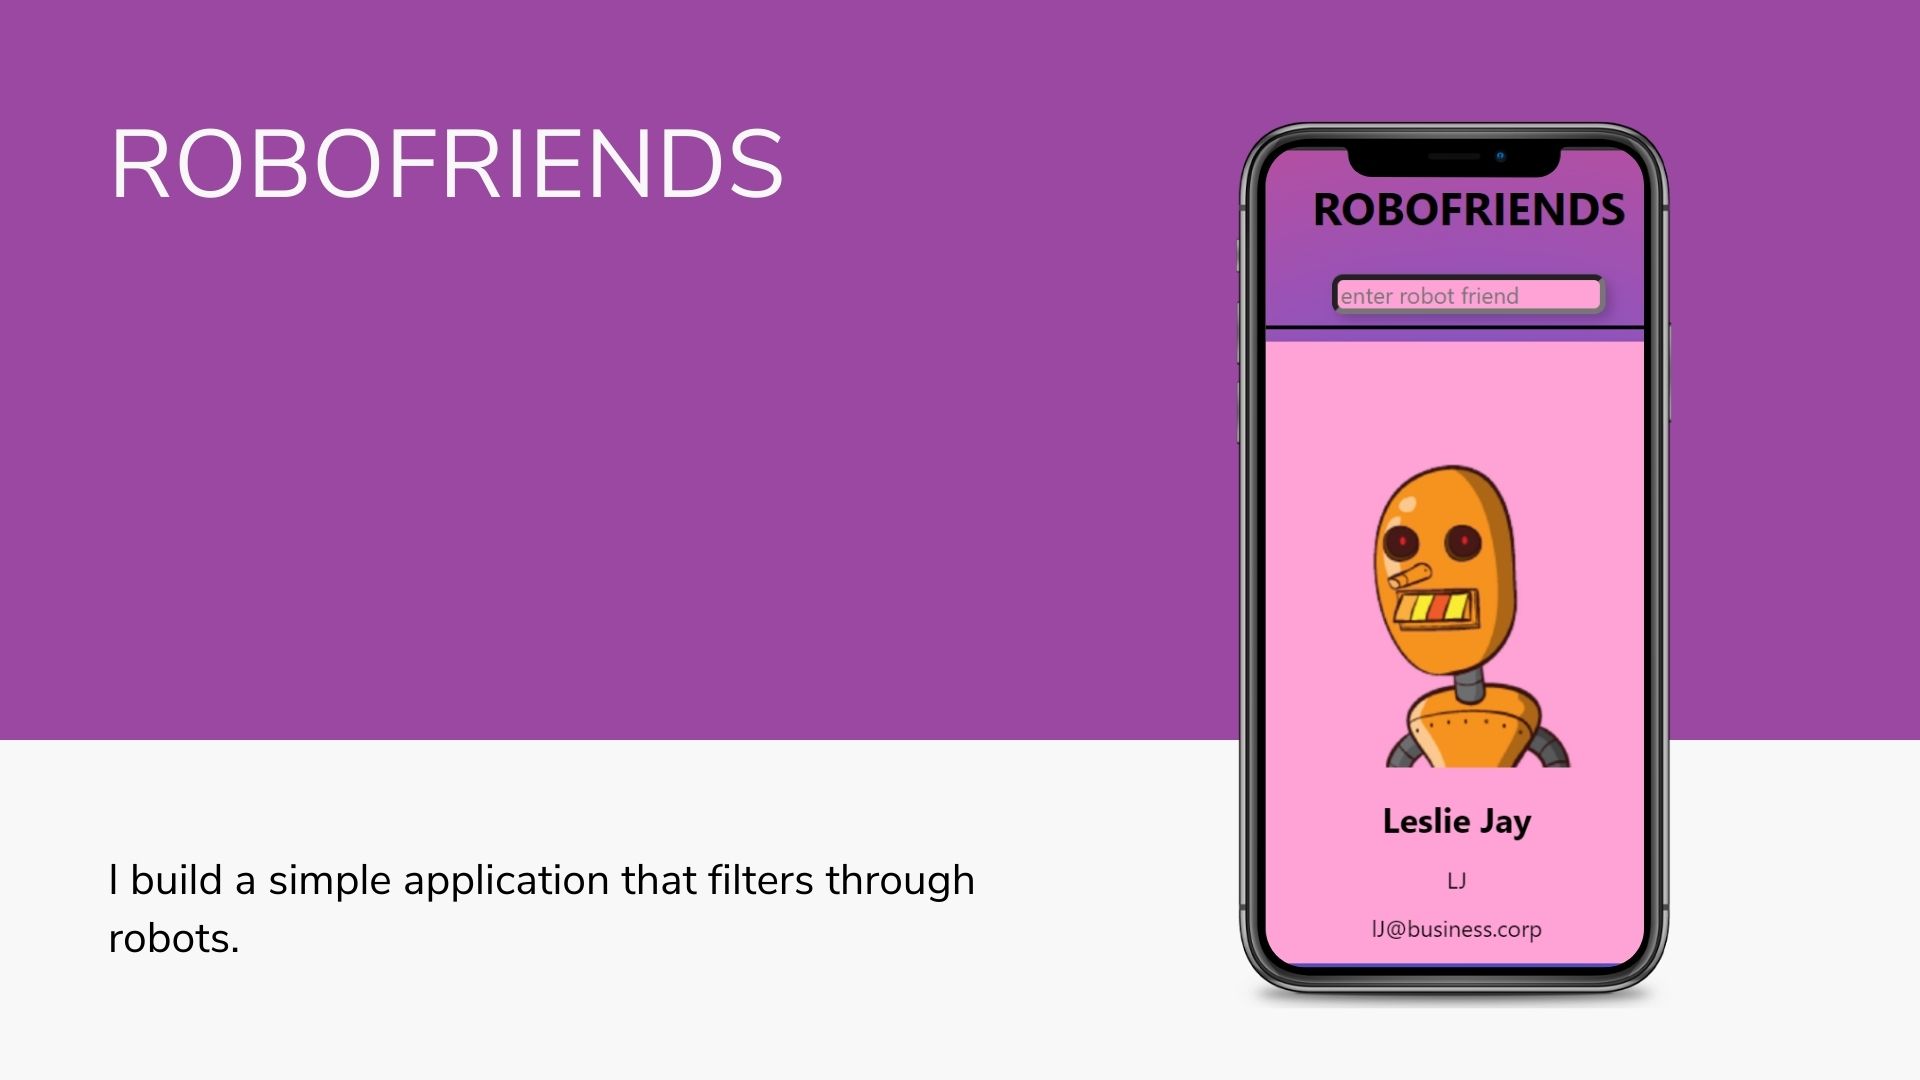 ROBOFRIENDS
I build a simple application that filters through
robots.
ROBOFRIENDS
enter robot friend
Leslie Jay
LJ
lJ@business.corp